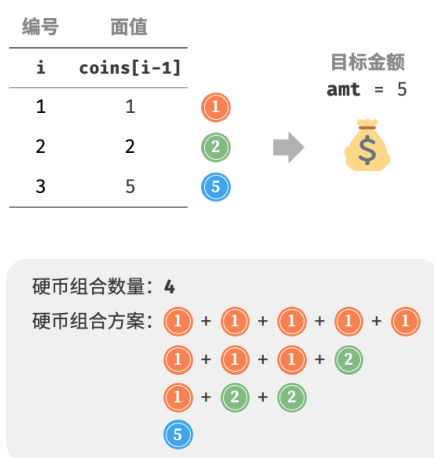 编号 面值
i coins[i-1]
1 1 1
2 2 2
3 5 5
目标金额
amt = 5
$
硬币组合数量：4
硬币组合方案：1 + 1 + 1 + 1 + 1
1 + 1 + 1 + 2
1 + 2 + 2
5